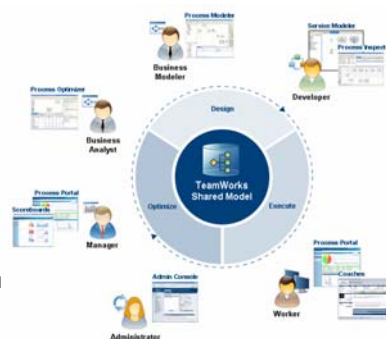 Process Modeler
Business
Modeler
Service Modeler
Process Inspector
Developer
Process Optimizer
Business
Analyst
Design
TeamWorks
Shared Model
Optimize
Execute
Process Portal
Scoreboards
Manager
Process Portal
Coaches
Worker
Admin Console
Administrator